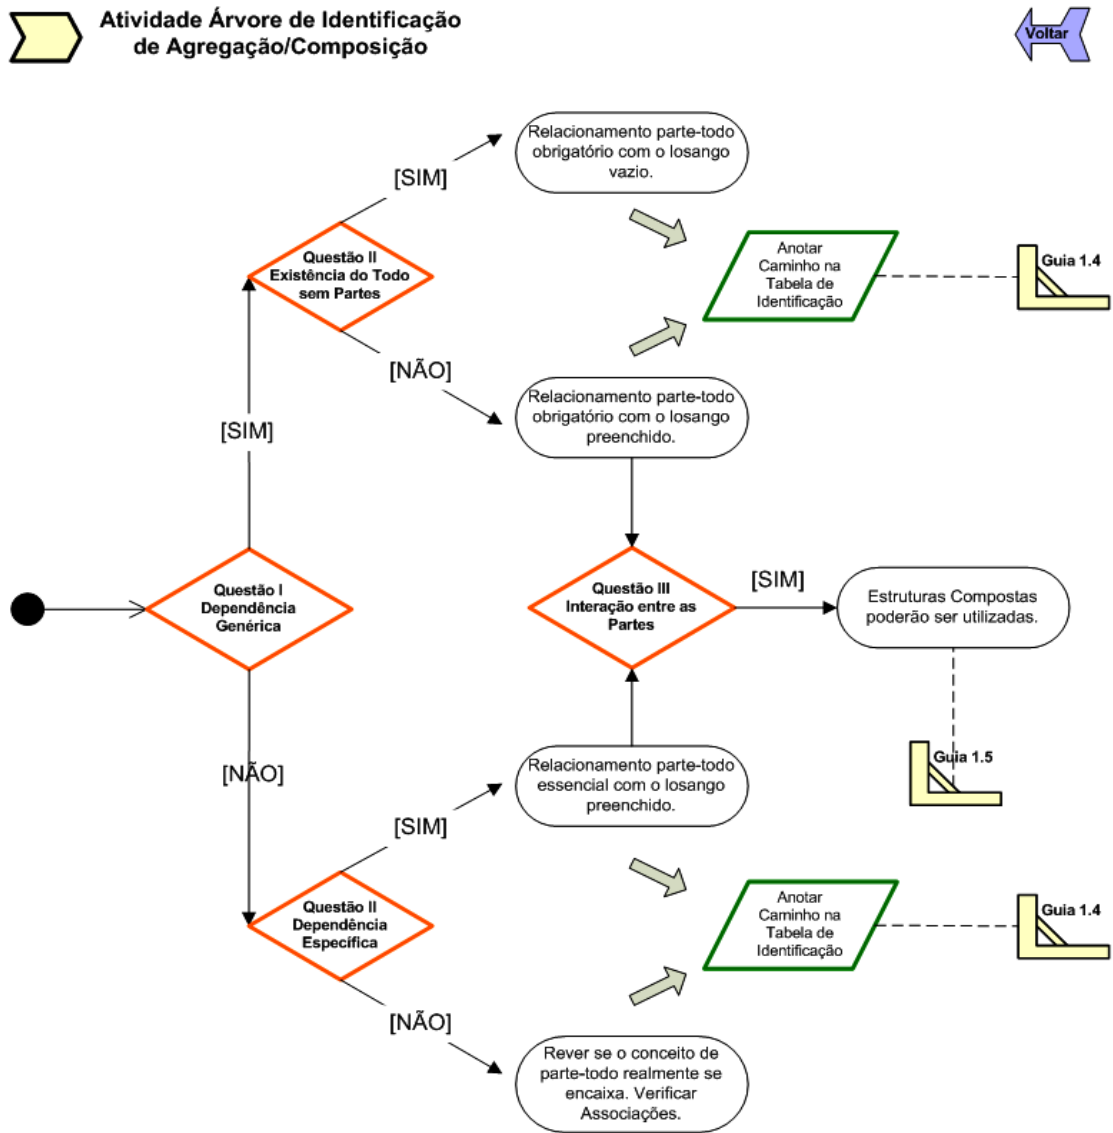 Atividade Árvore de Identificação
de Agregação/Composição
Voltar
Relacionamento parte-todo
obrigatório com o losango
vazio.
[SIM]
Questão II
Existência do Todo
sem Partes
Anotar
Caminho na
Tabela de
Identificação
Guia 1.4
[NÃO]
Relacionamento parte-todo
obrigatório com o losango
preenchido.
[SIM]
Questão I
Dependência
Genérica
Questão III
Interação entre as
Partes
[SIM]
Estruturas Compostas
poderão ser utilizadas.
Guia 1.5
[NÃO]
Relacionamento parte-todo
essencial com o losango
preenchido.
[SIM]
Questão II
Dependência
Específica
Anotar
Caminho na
Tabela de
Identificação
Guia 1.4
[NÃO]
Rever se o conceito de
parte-todo realmente se
encaixa. Verificar
Associações.